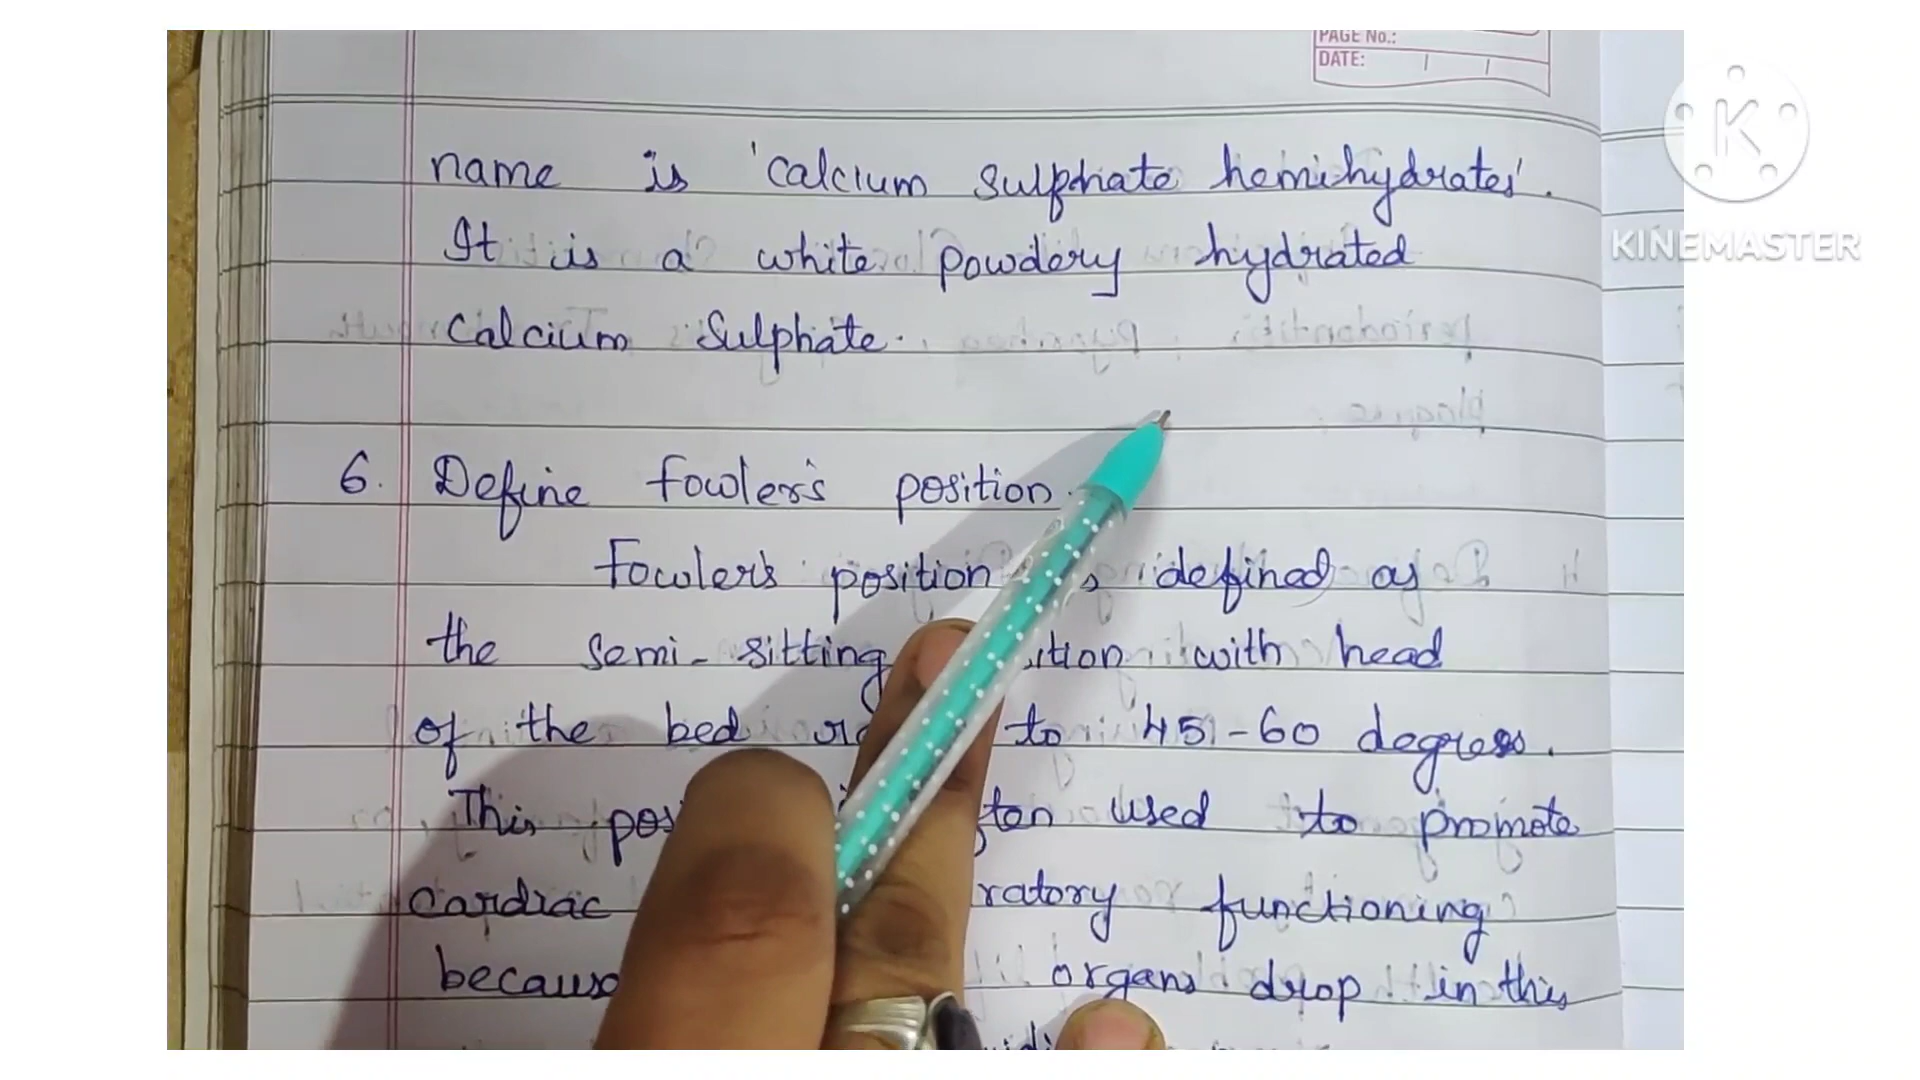 PAGE No.:
DATE:
name is 'calcium sulphate hemihydrates'.
It is a white powdery hydrated
calcium sulphate.
6. Define fowler's position.
Fowler's position defined as
the semi-sitting with head
of the bed to 45-60 degrees.
This used to promote
cardiac functioning
organs drop in this
K
KINEMASTER